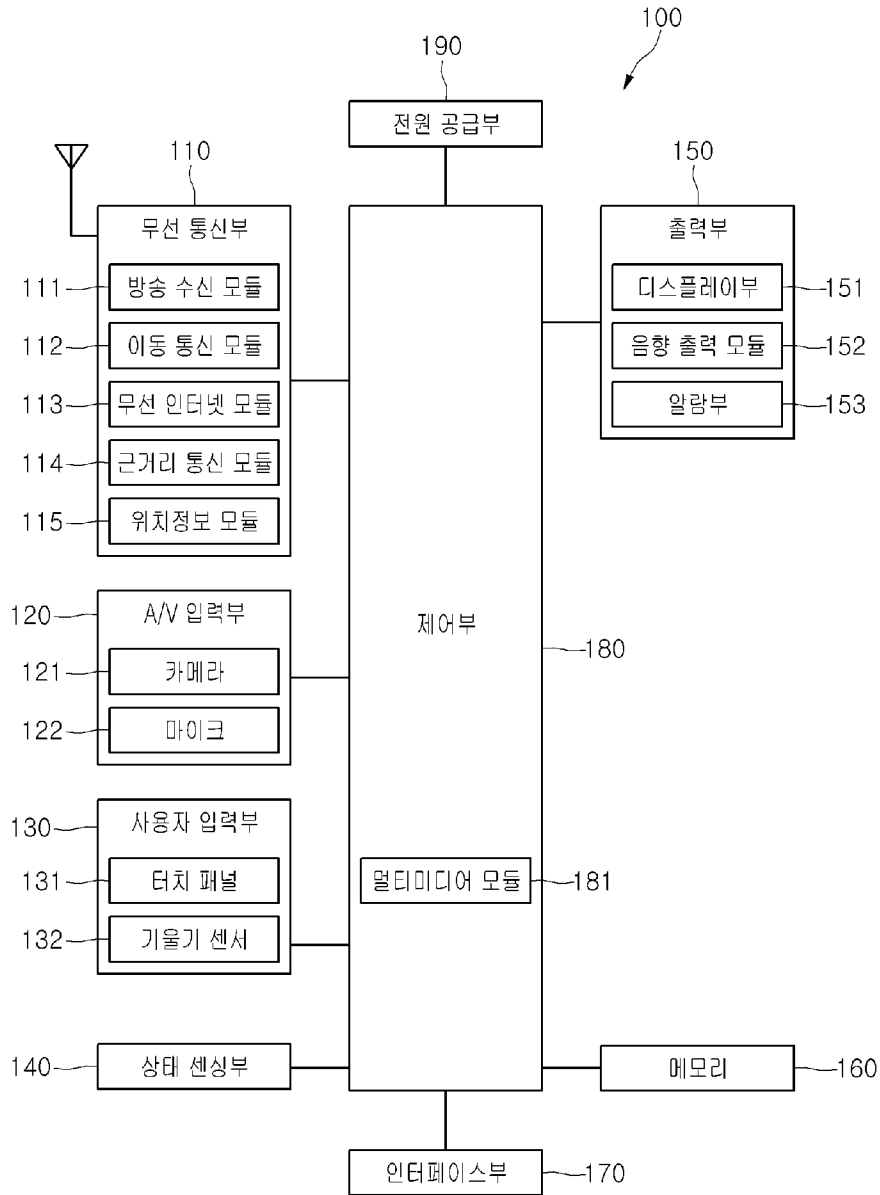 100
190
전원 공급부
110
무선 통신부
111
방송 수신 모듈
112
이동 통신 모듈
113
무선 인터넷 모듈
114
근거리 통신 모듈
115
위치정보 모듈
120
A/V 입력부
121
카메라
122
마이크
130
사용자 입력부
131
터치 패널
132
기울기 센서
140
상태 센싱부
제어부
180
멀티미디어 모듈
181
150
출력부
디스플레이부
151
음향 출력 모듈
152
알람부
153
메모리
160
인터페이스부
170